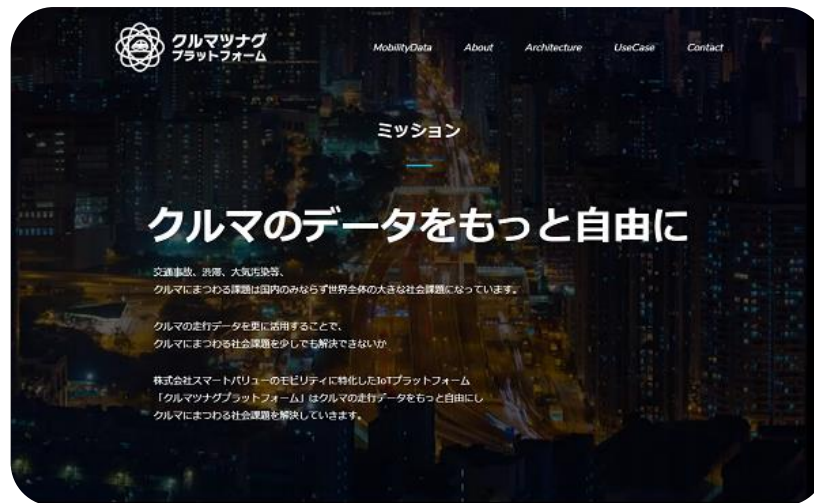 クルマツナグ
プラットフォーム
MobilityData About Architecture UseCase Contact
ミッション
クルマのデータをもっと自由に
交通事故、渋滞、大気汚染等、
クルマにまつわる課題は国内のみならず世界全体の大きな社会課題になっています。
クルマの走行データを更に活用することで、
クルマにまつわる社会課題を少しでも解決できないか
株式会社スマートバリューのモビリティに特化したIoTプラットフォーム
「クルマツナグプラットフォーム」はクルマの走行データをもっと自由にし
クルマにまつわる社会課題を解決していきます。